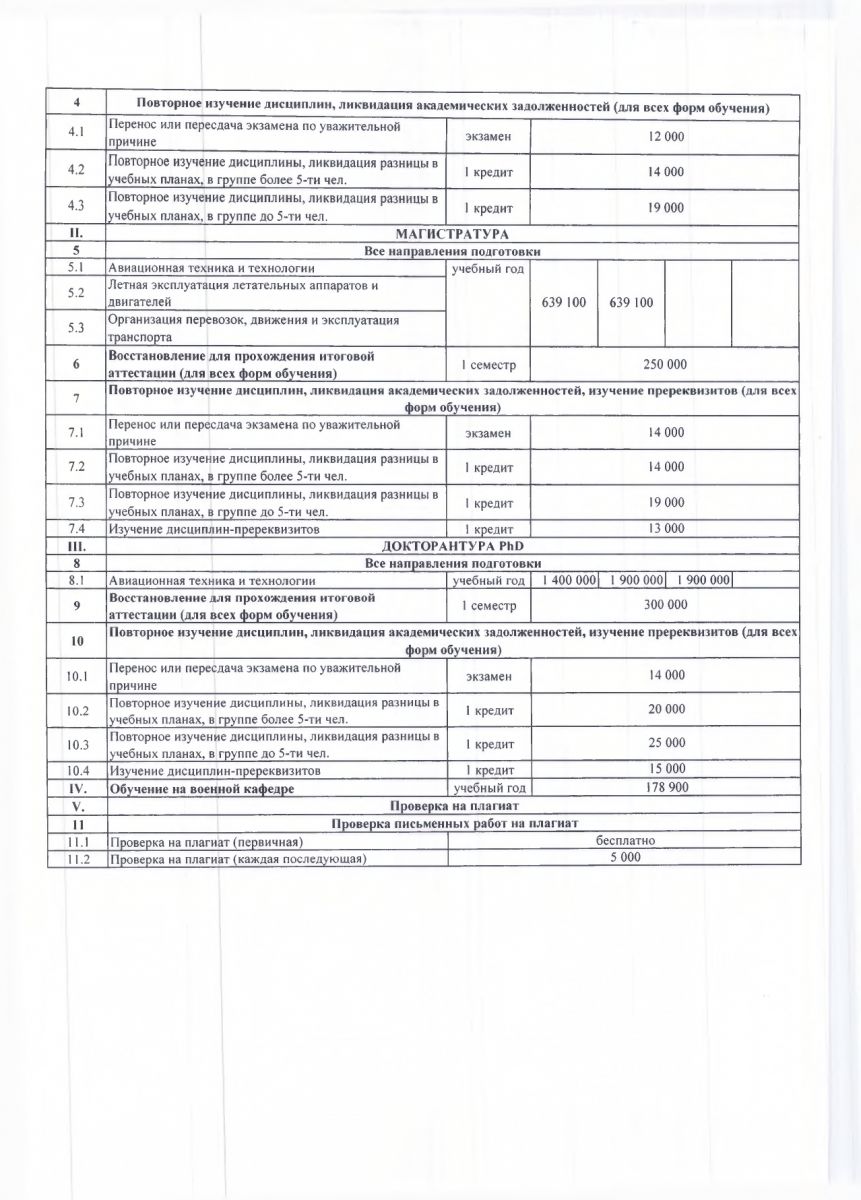 4 Повторное изучение дисциплин, ликвидация академических задолженностей (для всех форм обучения)
4.1 Перенос или пересдача экзамена по уважительной
причине экзамен 12 000
4.2 Повторное изучение дисциплины, ликвидация разницы в
учебных планах, в группе более 5-ти чел. 1 кредит 14 000
4.3 Повторное изучение дисциплины, ликвидация разницы в
учебных планах, в группе до 5-ти чел. 1 кредит 19 000
II. МАГИСТРАТУРА
5 Все направления подготовки
5.1 Авиационная техника и технологии учебный год
5.2 Летная эксплуатация летательных аппаратов и
двигателей 639 100 639 100
5.3 Организация перевозок, движения и эксплуатация
транспорта
6 Восстановление для прохождения итоговой
аттестации (для всех форм обучения) 1 семестр 250 000
7 Повторное изучение дисциплин, ликвидация академических задолженностей, изучение пререквизитов (для всех
форм обучения)
7.1 Перенос или пересдача экзамена по уважительной
причине экзамен 14 000
7.2 Повторное изучение дисциплины, ликвидация разницы в
учебных планах, в группе более 5-ти чел. 1 кредит 14 000
7.3 Повторное изучение дисциплины, ликвидация разницы в
учебных планах, в группе до 5-ти чел. 1 кредит 19 000
7.4 Изучение дисциплин-пререквизитов 1 кредит 13 000
III. ДОКТОРАНТУРА PhD
8 Все направления подготовки
8.1 Авиационная техника и технологии учебный год 1 400 000 1 900 000 1 900 000
9 Восстановление для прохождения итоговой
аттестации (для всех форм обучения) 1 семестр 300 000
10 Повторное изучение дисциплин, ликвидация академических задолженностей, изучение пререквизитов (для всех
форм обучения)
10.1 Перенос или пересдача экзамена по уважительной
причине экзамен 14 000
10.2 Повторное изучение дисциплины, ликвидация разницы в
учебных планах, в группе более 5-ти чел. 1 кредит 20 000
10.3 Повторное изучение дисциплины, ликвидация разницы в
учебных планах, в группе до 5-ти чел. 1 кредит 25 000
10.4 Изучение дисциплин-пререквизитов 1 кредит 15 000
IV. Обучение на военной кафедре учебный год 178 900
V. Проверка на плагиат
11 Проверка письменных работ на плагиат
11.1 Проверка на плагиат (первичная) бесплатно
11.2 Проверка на плагиат (каждая последующая) 5 000